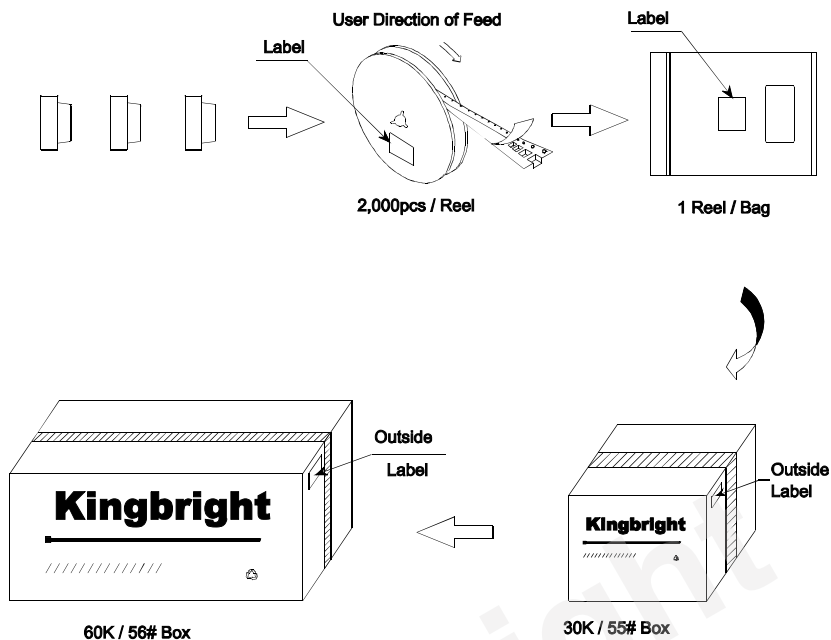 User Direction of Feed
Label
Label
2,000pcs / Reel
1 Reel / Bag
Outside
Label
Kingbright
60K / 56# Box
Outside
Label
Kingbright
30K / 55# Box